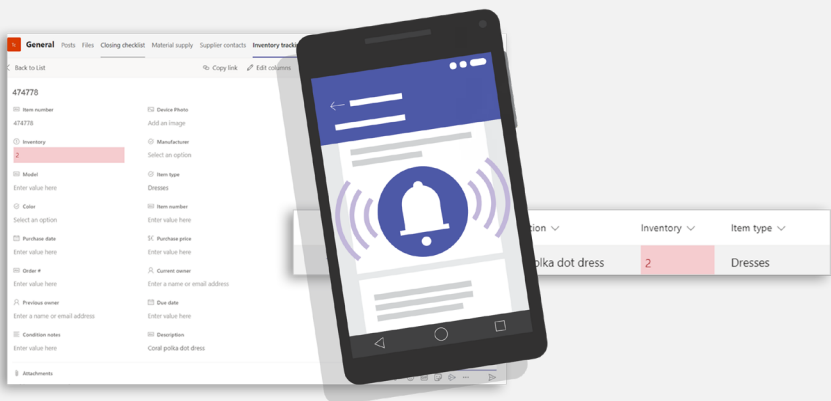 General Posts Files Closing checklist Material supply Supplier contacts Inventory
Back to List Copy link Edit columns
474778
Item number Device Photo
474778 Add an image
Inventory Manufacturer
2 Select an option
Model Item type
Enter value here Dresses
Color Item number
Select an option Enter value here
Purchase date Purchase price
Enter value here Enter value here
Order # Current owner
Enter value here Enter a name or email address
Previous owner Due date
Enter a name or email address Enter value here
Condition notes Description
Enter value here Coral polka dot dress
Attachments
Inventory Item type
dot dress 2 Dresses